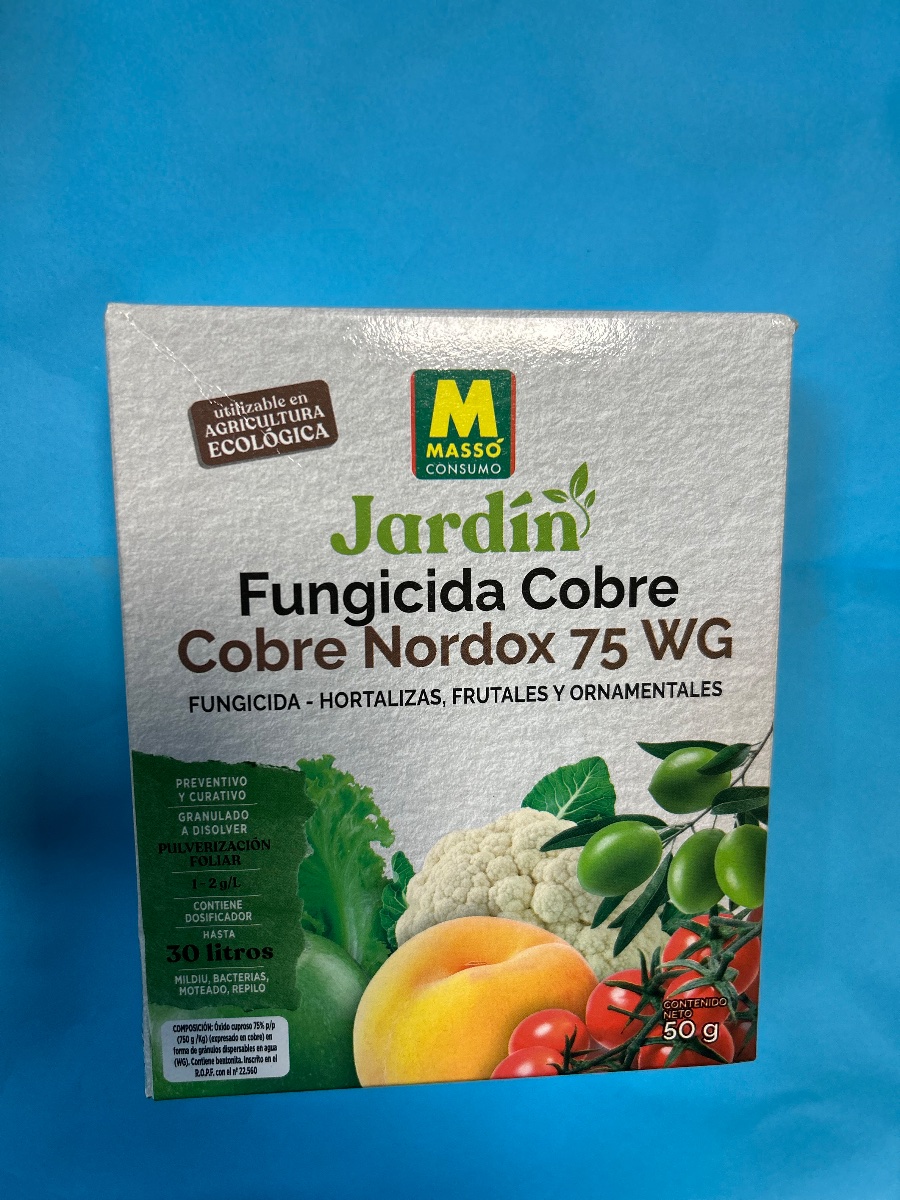 utilizable en
AGRICULTURA
ECOLÓGICA
M
MASSÓ
CONSUMO
Jardín
Fungicida Cobre
Cobre Nordox 75 WG
FUNGICIDA - HORTALIZAS, FRUTALES Y ORNAMENTALES
PREVENTIVO
Y CURATIVO
GRANULADO
A DISOLVER
PULVERIZACIÓN
FOLIAR
1 - 2 g/L
CONTIENE
DOSIFICADOR
HASTA
30 litros
MILDIU, BACTERIAS,
MOTEADO, REPILO
COMPOSICIÓN: Óxido cuproso 75% p/p
(750 g /Kg) (expresado en cobre) en
forma de gránulos dispersables en agua
(WG). Contiene bentonita. Inscrito en el
R.O.P.F. con el nº 22.560
CONTENIDO
NETO
50 g